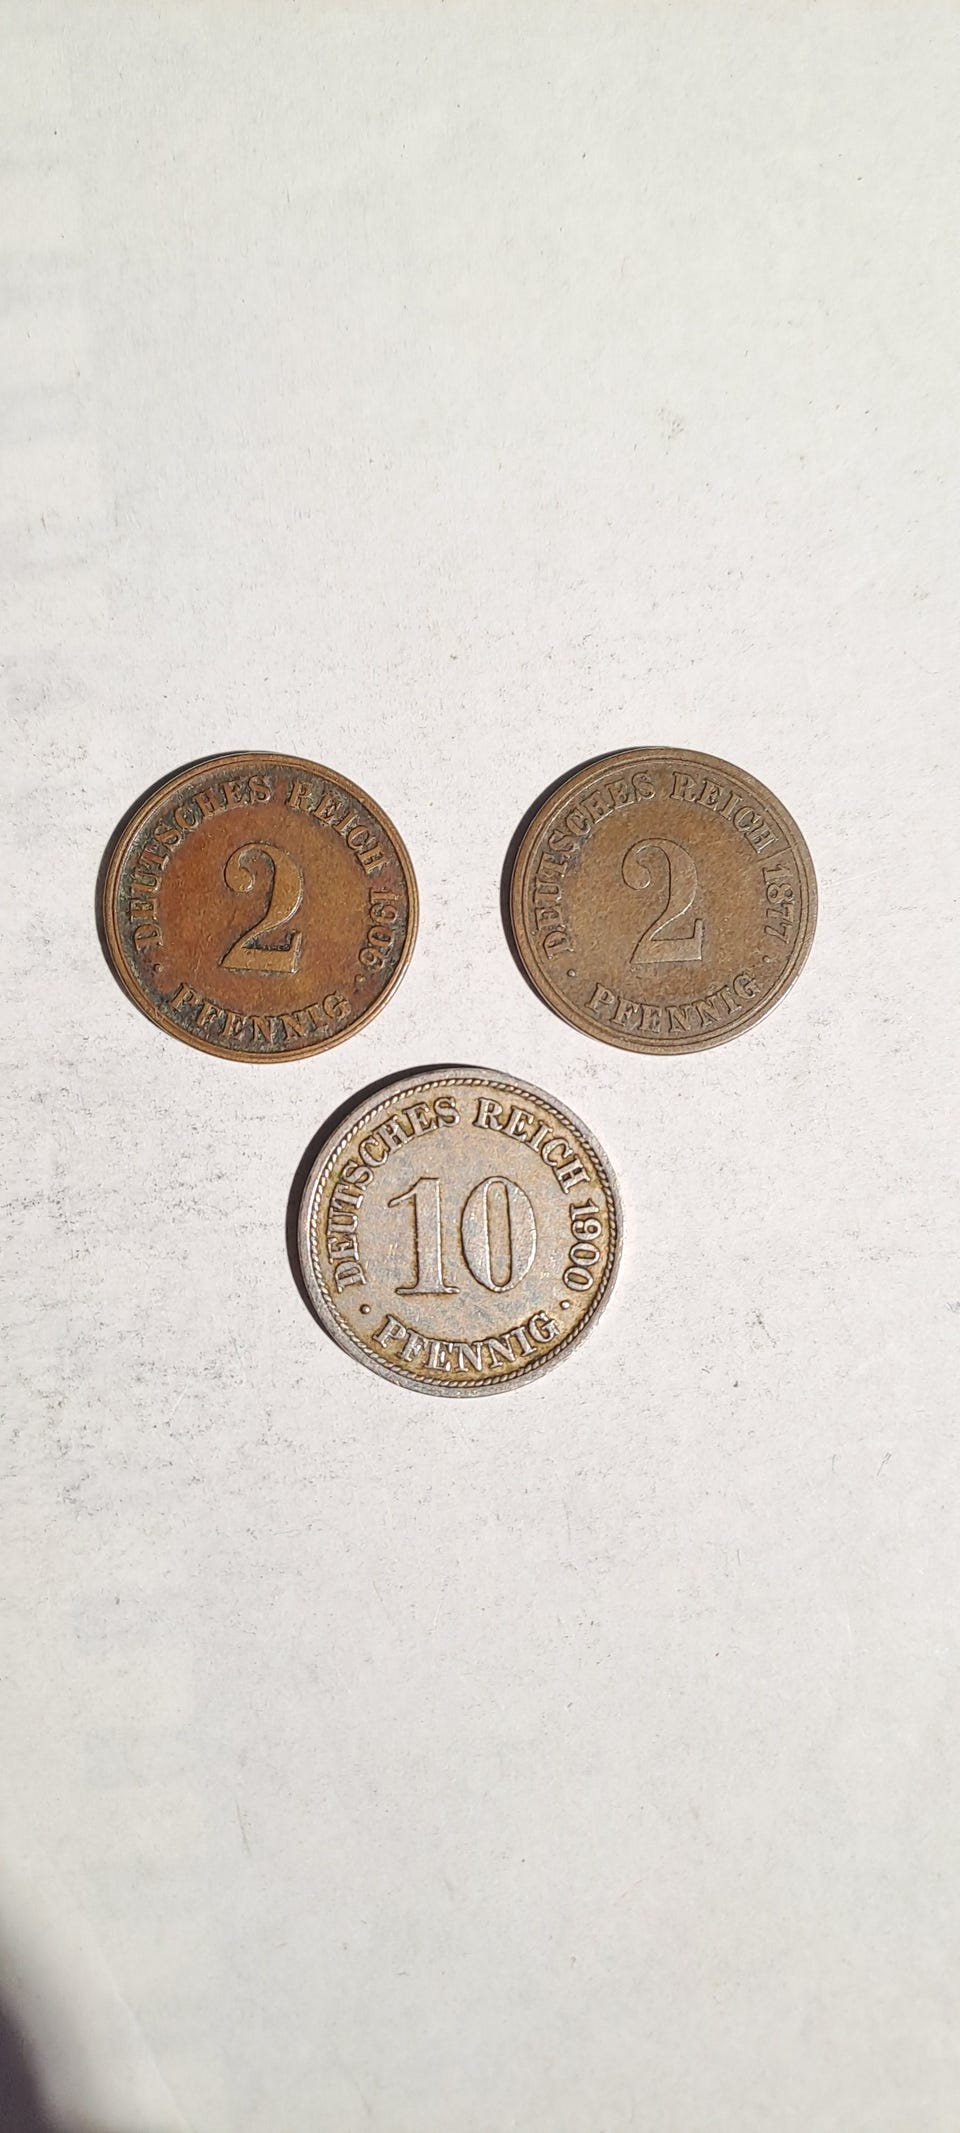 DEUTSCHES REICH 1906
2
PFENNIG
DEUTSCHES REICH 1877
2
PFENNIG
DEUTSCHES REICH 1900
10
PFENNIG